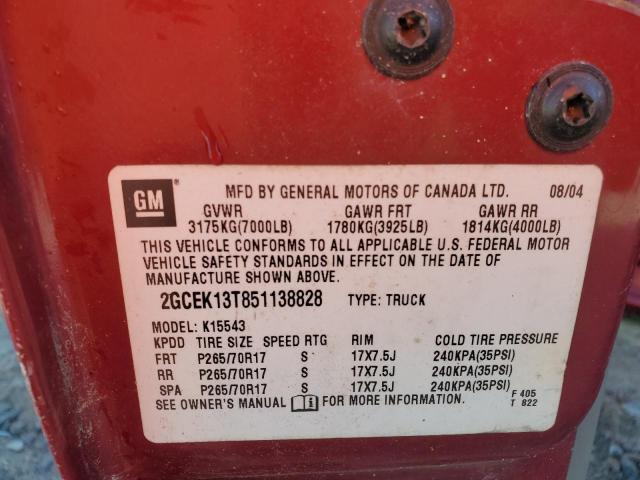 GM
MFD BY GENERAL MOTORS OF CANADA LTD. 08/04
GVWR GAWR FRT GAWR RR
3175KG(7000LB) 1780KG(3925LB) 1814KG(4000LB)
THIS VEHICLE CONFORMS TO ALL APPLICABLE U.S. FEDERAL MOTOR
VEHICLE SAFETY STANDARDS IN EFFECT ON THE DATE OF
MANUFACTURE SHOWN ABOVE.
2GCEK13T851138828 TYPE: TRUCK
MODEL: K15543
KPDD TIRE SIZE SPEED RTG RIM COLD TIRE PRESSURE
FRT P265/70R17 S 17X7.5J 240KPA(35PSI)
RR P265/70R17 S 17X7.5J 240KPA(35PSI)
SPA P265/70R17 S 17X7.5J 240KPA(35PSI)
SEE OWNER'S MANUAL FOR MORE INFORMATION.
F 405
T 822